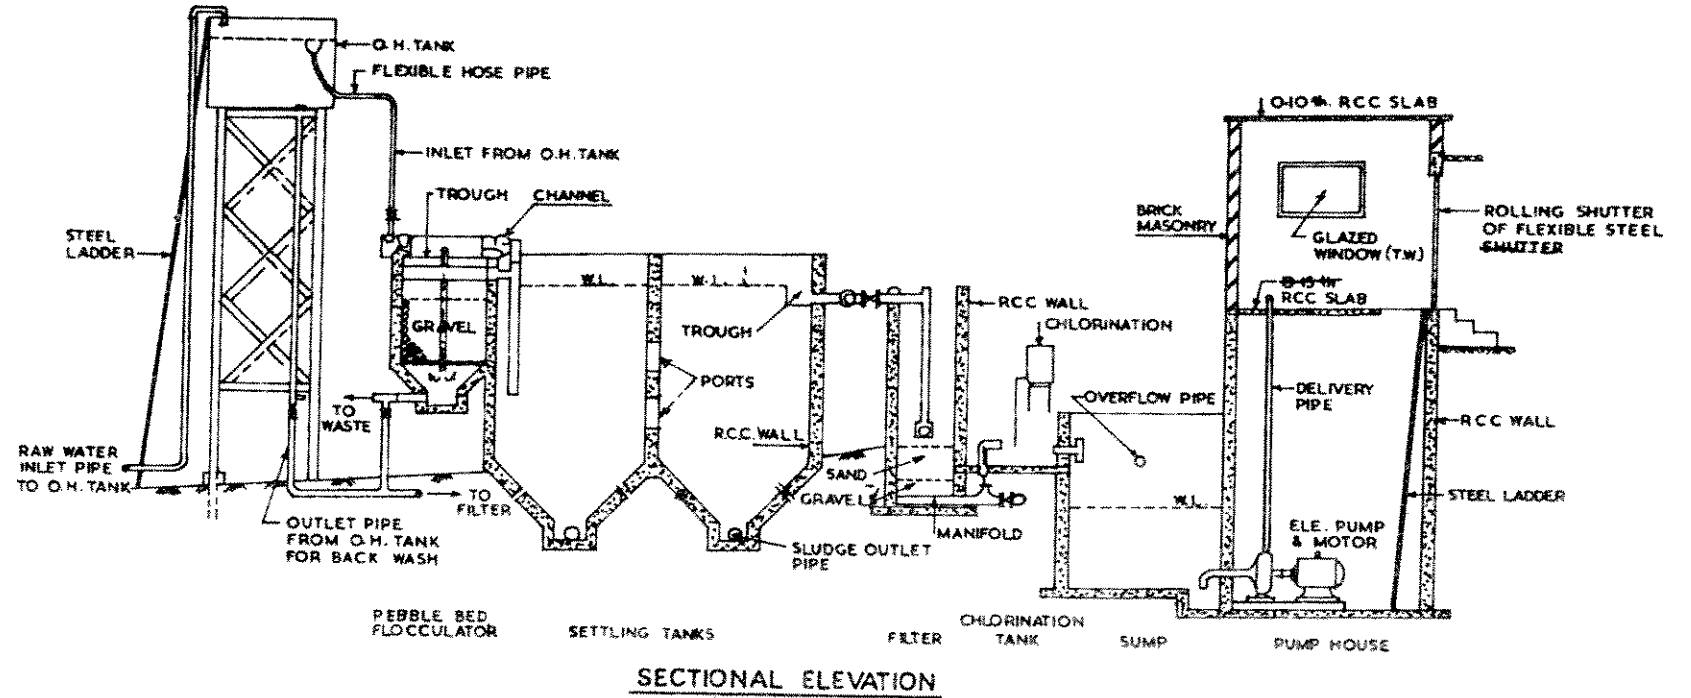 O.H. TANK
FLEXIBLE HOSE PIPE
INLET FROM O.H. TANK
TROUGH
CHANNEL
STEEL
LADDER
GRAVEL
W.L.
W.L.
TROUGH
PORTS
TO
WASTE
R.C.C. WALL
RAW WATER
INLET PIPE
TO O.H. TANK
TO
FILTER
OUTLET PIPE
FROM O.H. TANK
FOR BACK WASH
SLUDGE OUTLET
PIPE
RCC WALL
CHLORINATION
OVERFLOW PIPE
SAND
GRAVEL
MANIFOLD
W.L.
RCC SLAB
BRICK
MASONRY
GLAZED
WINDOW (T.W.)
ROLLING SHUTTER
OF FLEXIBLE STEEL
SHUTTER
RCC SLAB
DELIVERY
PIPE
RCC WALL
STEEL LADDER
ELE. PUMP
& MOTOR
PEBBLE BED
FLOCCULATOR
SETTLING TANKS
FILTER
CHLORINATION
TANK
SUMP
PUMP HOUSE
SECTIONAL ELEVATION